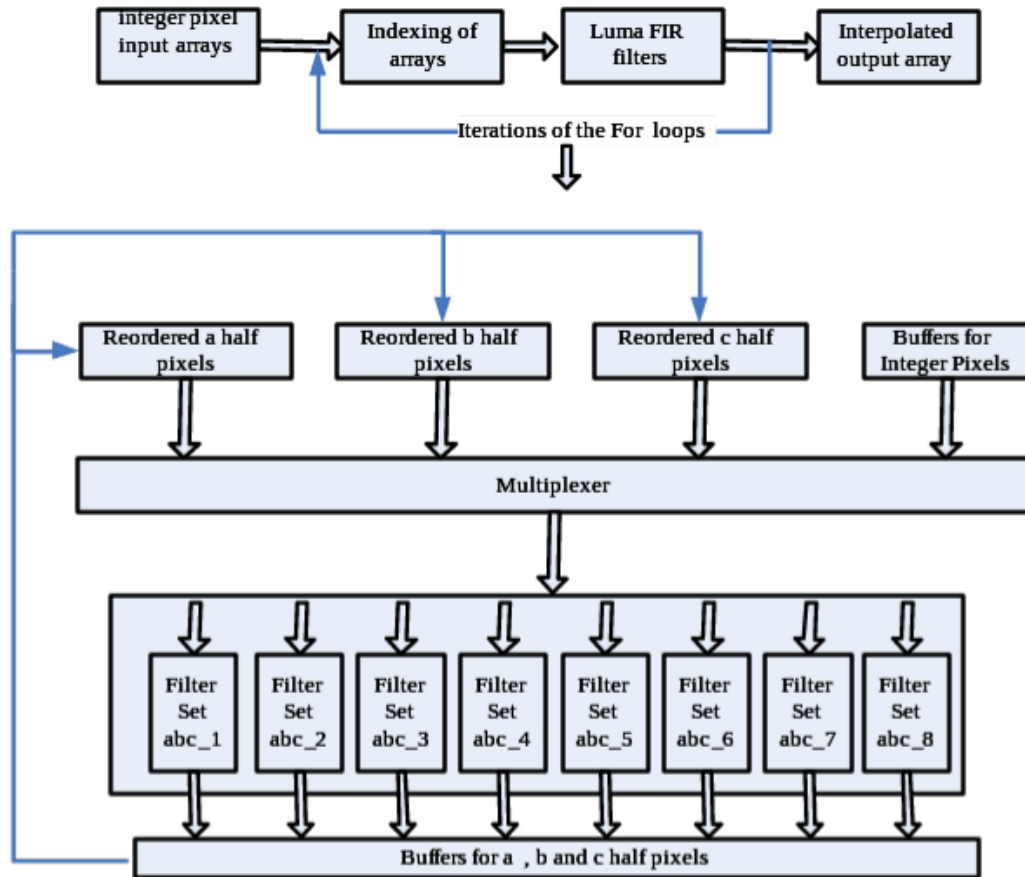 integer pixel
input arrays
Indexing of
arrays
Luma FIR
filters
Interpolated
output array
Iterations of the For loops
Reordered a half
pixels
Reordered b half
pixels
Reordered c half
pixels
Buffers for
Integer Pixels
Multiplexer
Filter
Set
abc_1
Filter
Set
abc_2
Filter
Set
abc_3
Filter
Set
abc_4
Filter
Set
abc_5
Filter
Set
abc_6
Filter
Set
abc_7
Filter
Set
abc_8
Buffers for a , b and c half pixels